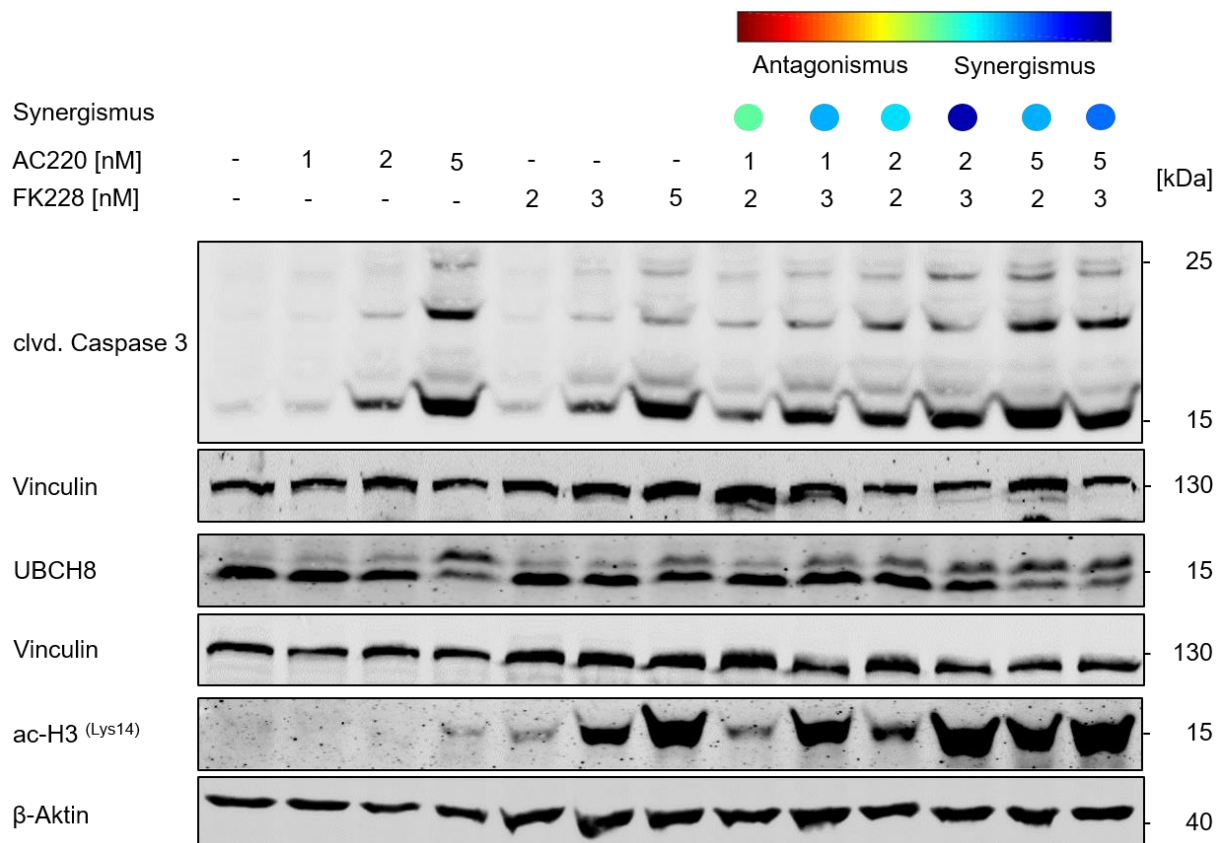 Antagonismus Synergismus
Synergismus
AC220 [nM] - 1 2 5 - - - 1 1 2 2 5 5
[kDa]
FK228 [nM] - - - - 2 3 5 2 3 2 3 2 3
25
clvd. Caspase 3
15
Vinculin 130
UBCH8 15
Vinculin 130
ac-H3 (Lys14) 15
β-Aktin 40